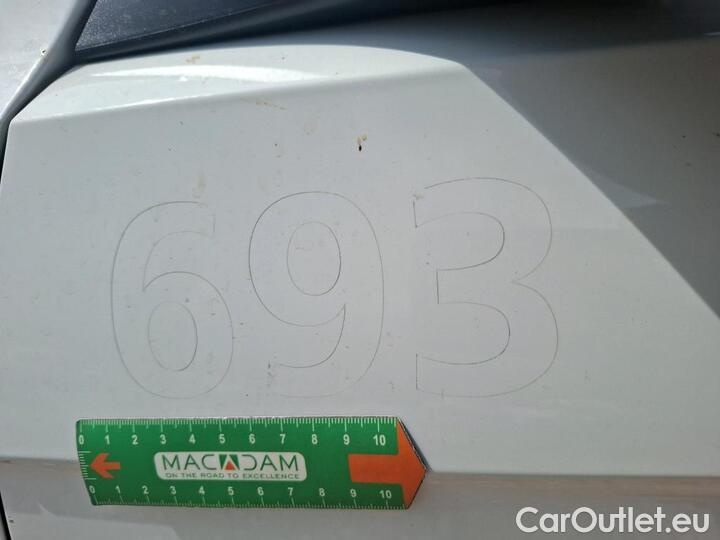 693
0 1 2 3 4 5 6 7 8 9 10
MACADAM
ON THE ROAD TO EXCELLENCE
0 1 2 3 4 5 6 7 8 9 10
CarOutlet.eu